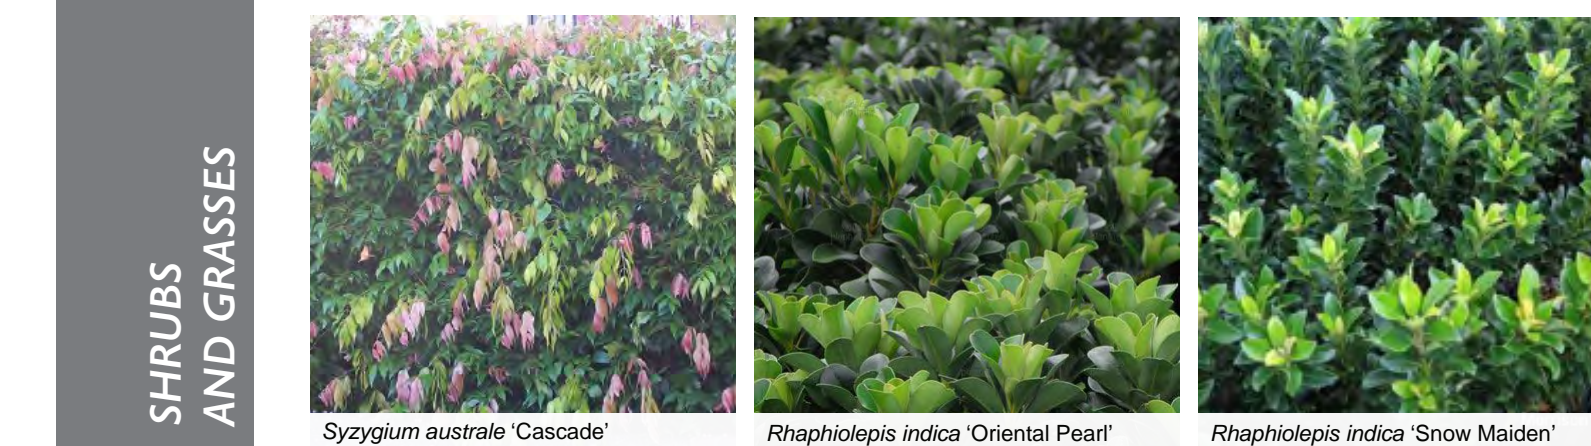 SHRUBS
AND GRASSES
Syzygium australe ‘Cascade’
Rhaphiolepis indica ‘Oriental Pearl’
Rhaphiolepis indica ‘Snow Maiden’